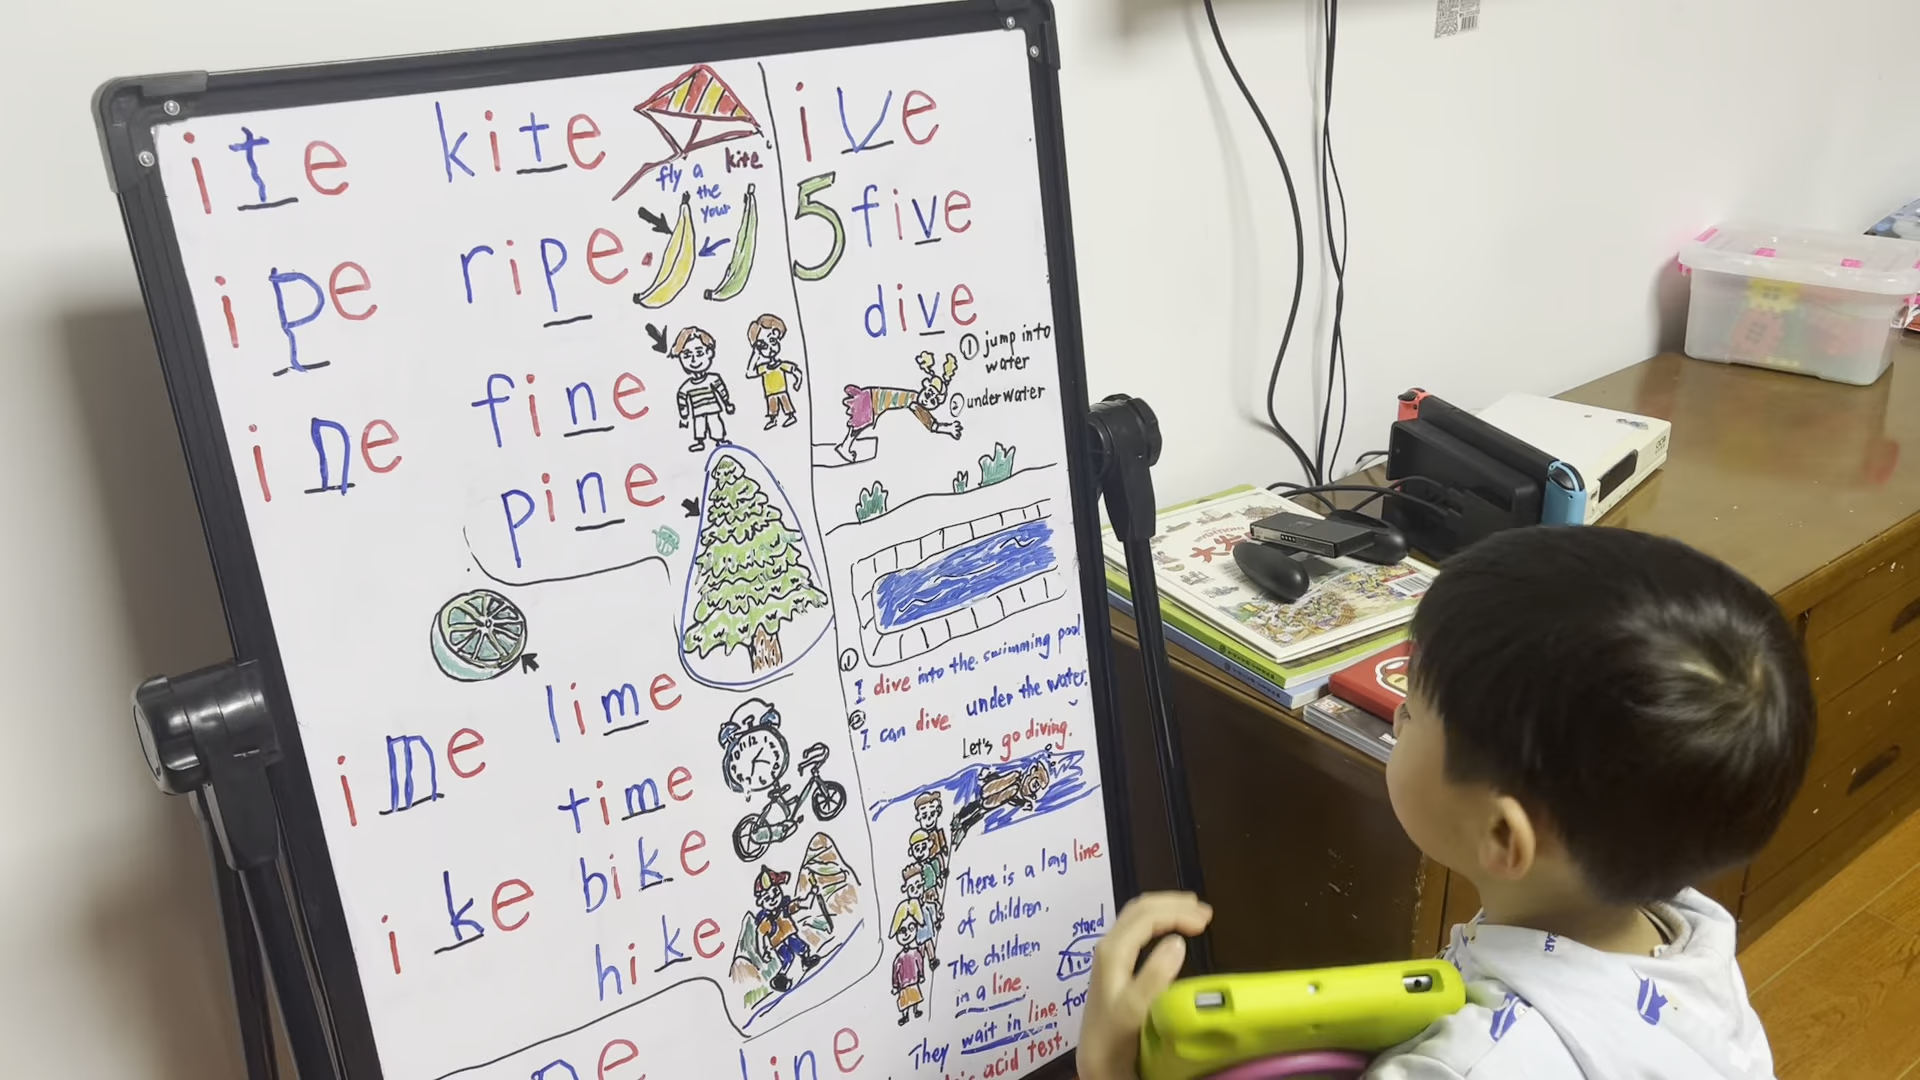 ite kite
fly a kite
the
your
ipe ripe
ine fine
pine
ime lime
time
ike bike
hike
ne line
ive
5 five
dive
① jump into
water
② under water
① I dive into the swimming pool
② I can dive under the water.
Let's go diving.
There is a long line
of children.
The children stand
in a line.
They wait in line for
acid test.